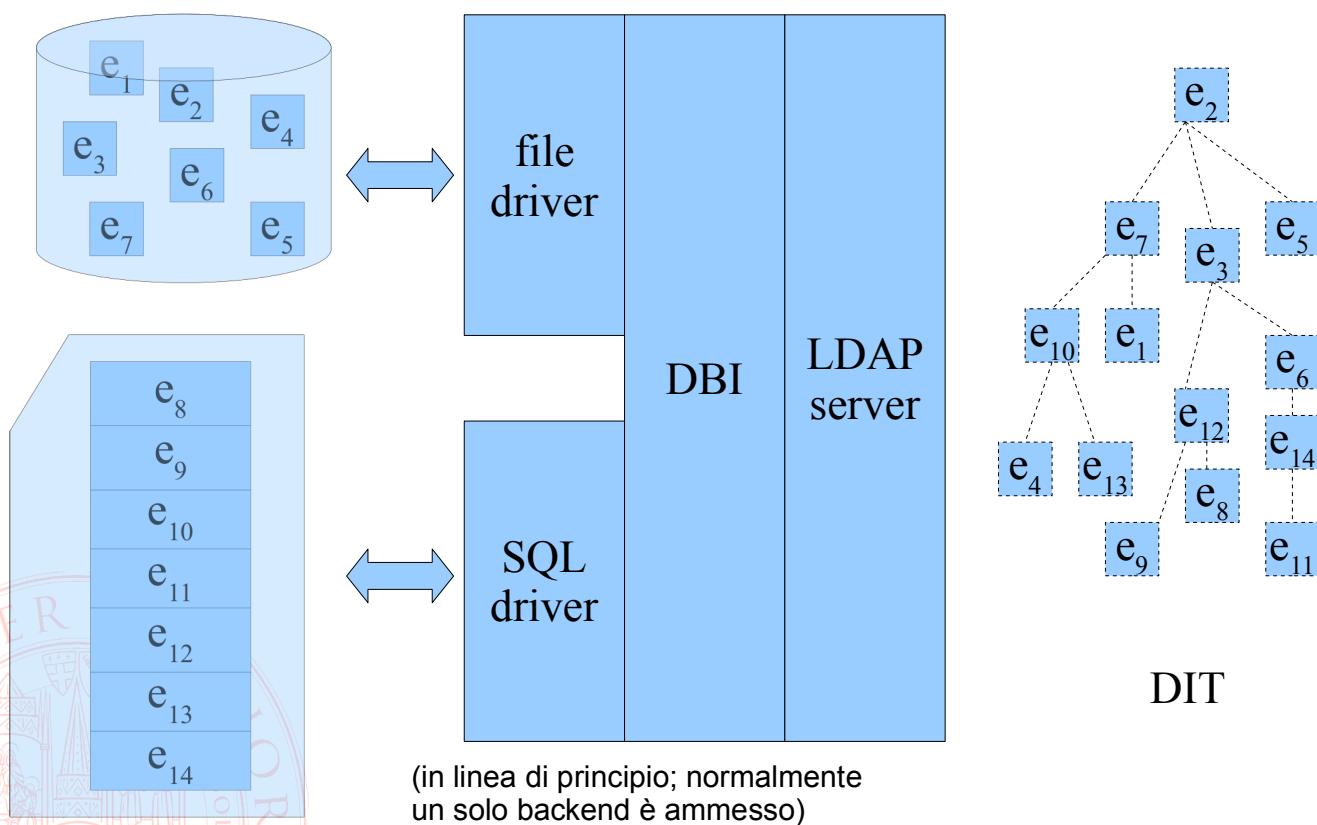 e1
e2
e4
e3
e6
e7
e5
e8
e9
e10
e11
e12
e13
e14
file
driver
SQL
driver
DBI
LDAP
server
(in linea di principio; normalmente
un solo backend è ammesso)
e2
e7
e3
e5
e10
e1
e6
e12
e14
e4
e13
e8
e9
e11
DIT